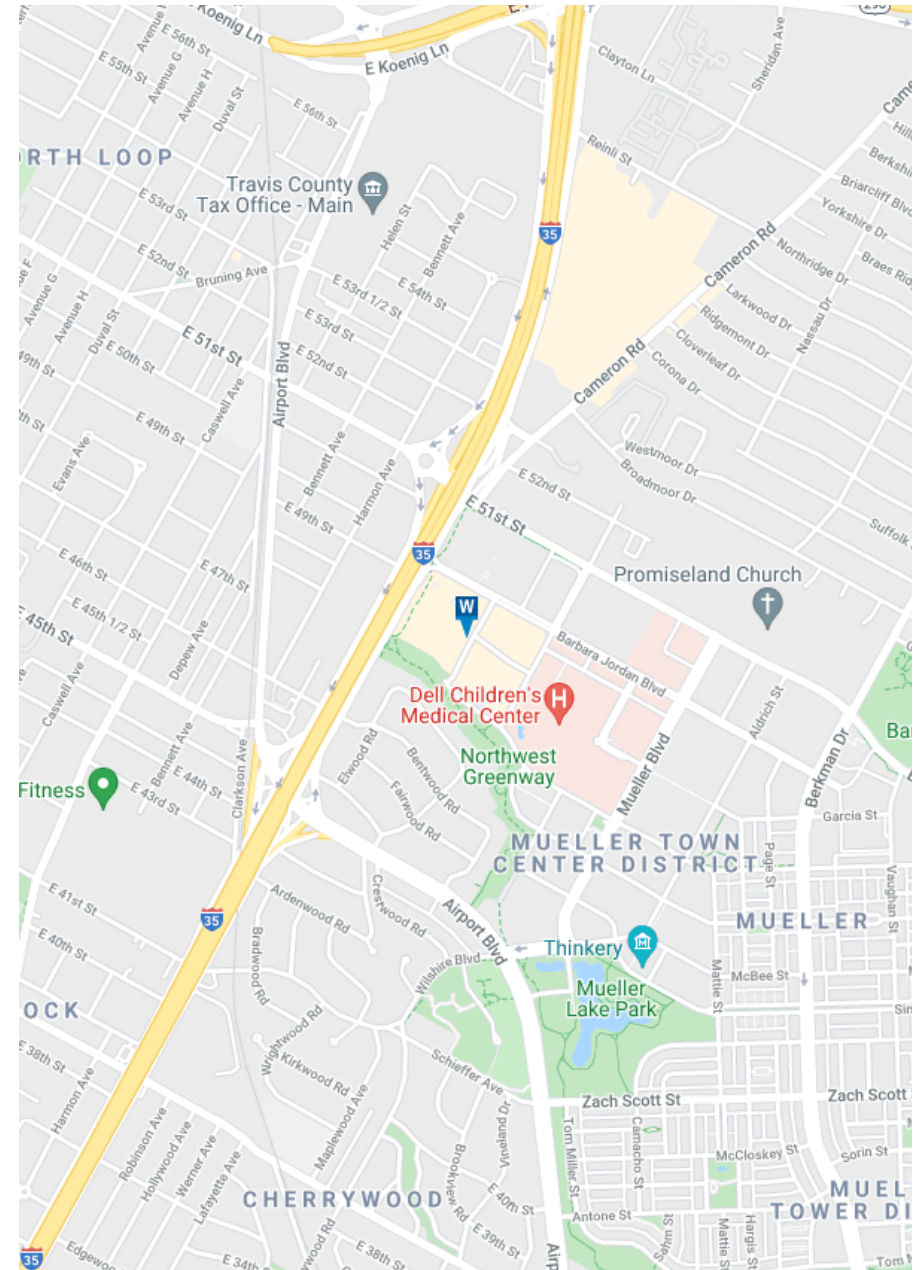 E Koenig Ln
E Koenig Ln
290
Clayton Ln
Sheridan Ave
E 56th St
E 55th St
Avenue G
Avenue H
Duval St
E 56th St
Reinli St
Berkshi
Briarcliff Blvd
RTH LOOP
Travis County
Tax Office - Main
E 53rd St
Helen St
Bennett Ave
35
Cameron Rd
Yorkshire Dr
Northridge Dr
Braes Rid
E 52nd St
Bruning Ave
E 53rd 1/2 St
E 54th St
Larkwood Dr
Ridgemont Dr
Nassau Dr
Avenue G
Avenue H
Duval St
E 51st St
E 53rd St
E 52nd St
Cloverleaf Dr
Cameron Rd
Corona Dr
E 50th St
Airport Blvd
49th St
Caswell Ave
E 49th St
Evans Ave
Bennett Ave
Harmon Ave
Westmoor Dr
Broadmoor Dr
E 52nd St
E 49th St
E 51st St
Suffolk
35
E 46th St
E 47th St
Promiseland Church
E 45th 1/2 St
E 45th St
W
Depew Ave
Barbara Jordan Blvd
Caswell Ave
Dell Children's
Medical Center
H
Aldrich St
Bennett Ave
Elwood Rd
Bentwood Rd
Fairwood Rd
Northwest
Greenway
Mueller Blvd
Berkman Dr
Clarkson Ave
E 44th St
E 43rd St
Fitness
Garcia St
MUELLER TOWN
CENTER DISTRICT
Page St
Vaughan St
E 41st St
Ardenwood Rd
Crestwood Rd
Airport Blvd
35
MUELLER
E 40th St
Bradwood Rd
Wilshire Blvd
Thinkery
Mattie St
McBee St
Mueller
Lake Park
OCK
Wrightwood Rd
E 38th St
Kirkwood Rd
Schieffer Ave
Harmon Ave
Maplewood Ave
Zach Scott St
Zach Scott
Robinson Ave
Hollywood Ave
Werner Ave
Lafayette Ave
Vineland Dr
Brookview Rd
Tom Miller St
Camacho St
McCloskey St
Sorin St
CHERRYWOOD
E 40th St
E 39th St
Antone St
Sahm St
Mattie St
Hargis St
MUEL
TOWER DI
35
Edgewo
E 34th S
E 38th St
wood Rd
Airp
Tom M